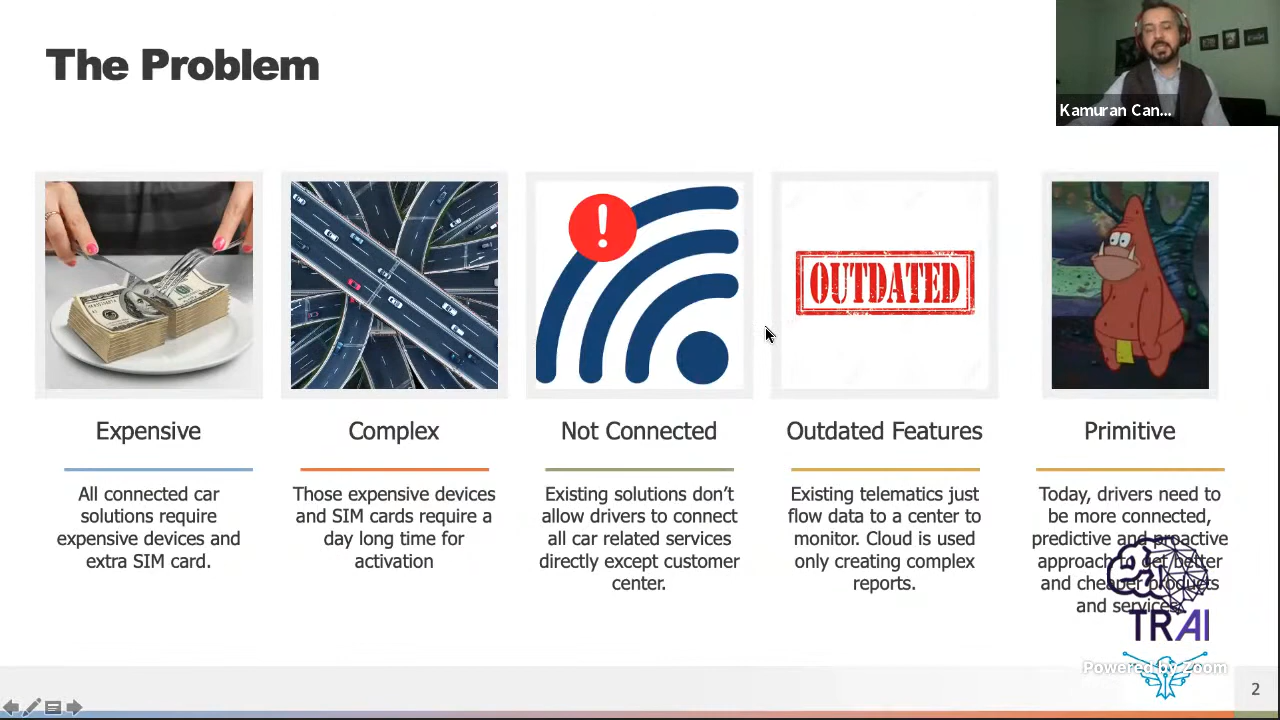 The Problem
Kamuran Can...
OUTDATED
Expensive
Complex
Not Connected
Outdated Features
Primitive
All connected car
solutions require
expensive devices and
extra SIM card.
Those expensive devices
and SIM cards require a
day long time for
activation
Existing solutions don’t
allow drivers to connect
all car related services
directly except customer
center.
Existing telematics just
flow data to a center to
monitor. Cloud is used
only creating complex
reports.
Today, drivers need to
be more connected,
predictive and proactive
approach to get better
and cheaper products
and services.
TRAI
Powered by Zoom
2